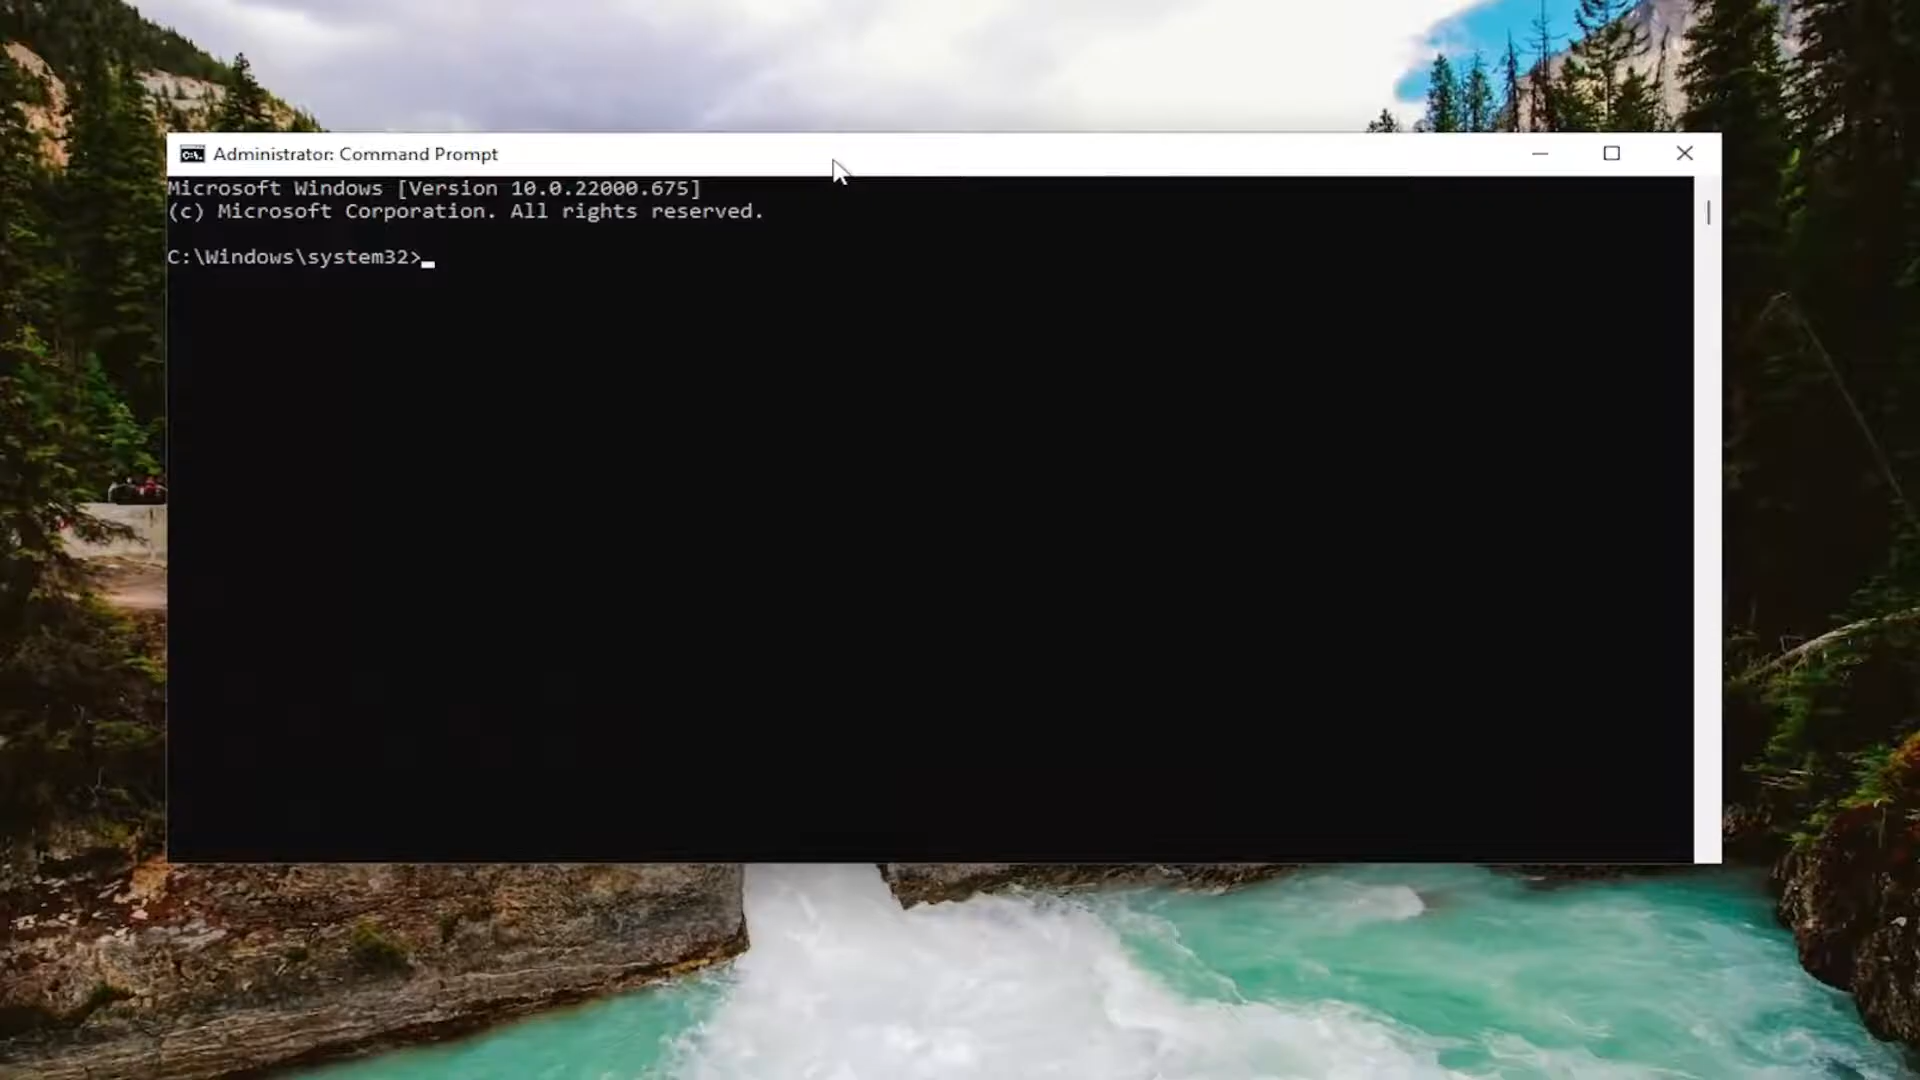 Administrator: Command Prompt
Microsoft Windows [Version 10.0.22000.675]
(c) Microsoft Corporation. All rights reserved.
C:\Windows\system32>